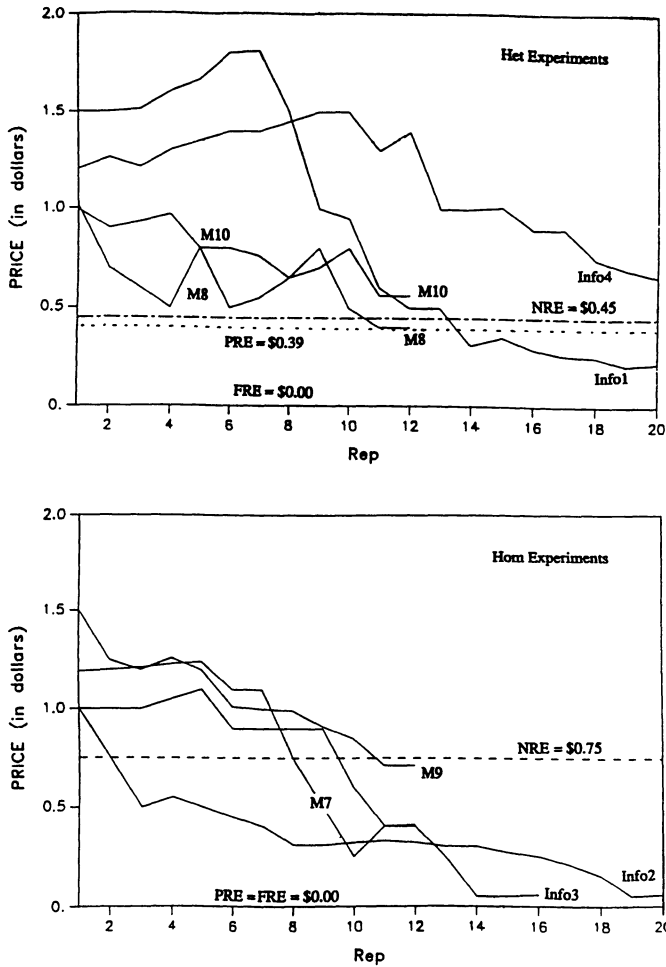 2.0
Het Experiments
1.5
PRICE (in dollars)
1.0
M10
M8
Info4
M10
NRE = $0.45
0.5
PRE = $0.39
M8
Info1
FRE = $0.00
0.
2 4 6 8 10 12 14 16 18 20
Rep
2.0
Hom Experiments
1.5
PRICE (in dollars)
1.0
NRE = $0.75
M9
M7
0.5
Info2
PRE = FRE = $0.00
Info3
0.
2 4 6 8 10 12 14 16 18 20
Rep